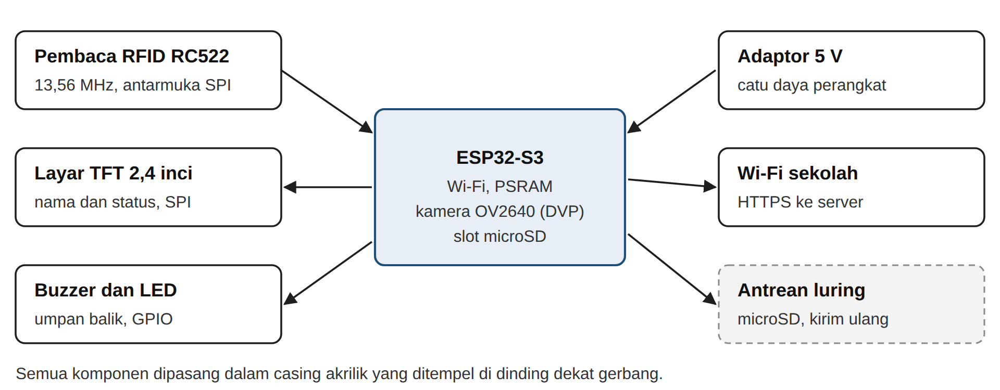 Pembaca RFID RC522
13,56 MHz, antarmuka SPI
Layar TFT 2,4 inci
nama dan status, SPI
Buzzer dan LED
umpan balik, GPIO
ESP32-S3
Wi-Fi, PSRAM
kamera OV2640 (DVP)
slot microSD
Adaptor 5 V
catu daya perangkat
Wi-Fi sekolah
HTTPS ke server
Antrean luring
microSD, kirim ulang
Semua komponen dipasang dalam casing akrilik yang ditempel di dinding dekat gerbang.